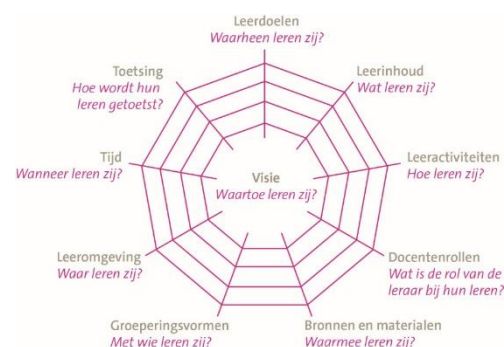 Leerdoelen
Waarheen leren zij?
Leerinhoud
Wat leren zij?
Leeractiviteiten
Hoe leren zij?
Docentenrollen
Wat is de rol van de
leraar bij hun leren?
Bronnen en materialen
Waarmee leren zij?
Groeperingsvormen
Met wie leren zij?
Leeromgeving
Waar leren zij?
Tijd
Wanneer leren zij?
Toetsing
Hoe wordt hun
leren getoetst?
Visie
Waartoe leren zij?